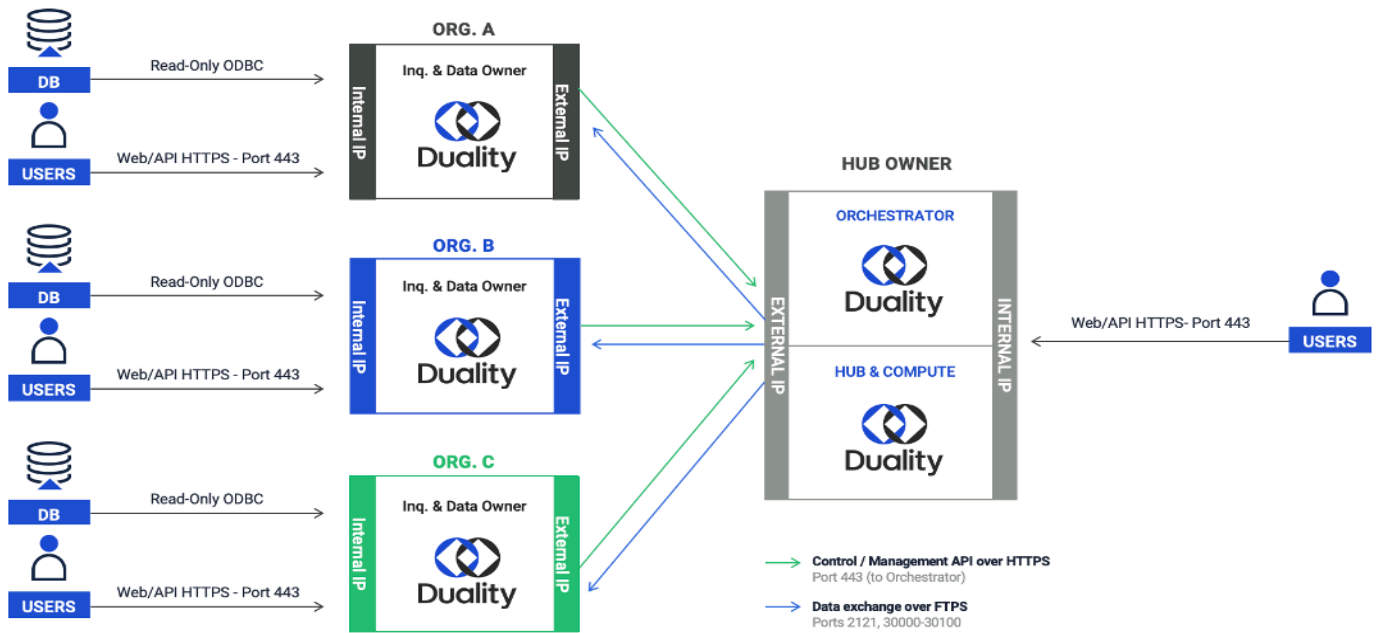 ORG. A
DB
Read-Only ODBC
USERS
Web/API HTTPS - Port 443
Internal IP
Inq. & Data Owner
Duality
External IP
ORG. B
DB
Read-Only ODBC
USERS
Web/API HTTPS - Port 443
Internal IP
Inq. & Data Owner
Duality
External IP
ORG. C
DB
Read-Only ODBC
USERS
Web/API HTTPS - Port 443
Internal IP
Inq. & Data Owner
Duality
External IP
HUB OWNER
EXTERNAL IP
ORCHESTRATOR
Duality
HUB & COMPUTE
Duality
INTERNAL IP
Web/API HTTPS- Port 443
USERS
Control / Management API over HTTPS
Port 443 (to Orchestrator)
Data exchange over FTPS
Ports 2121, 30000-30100